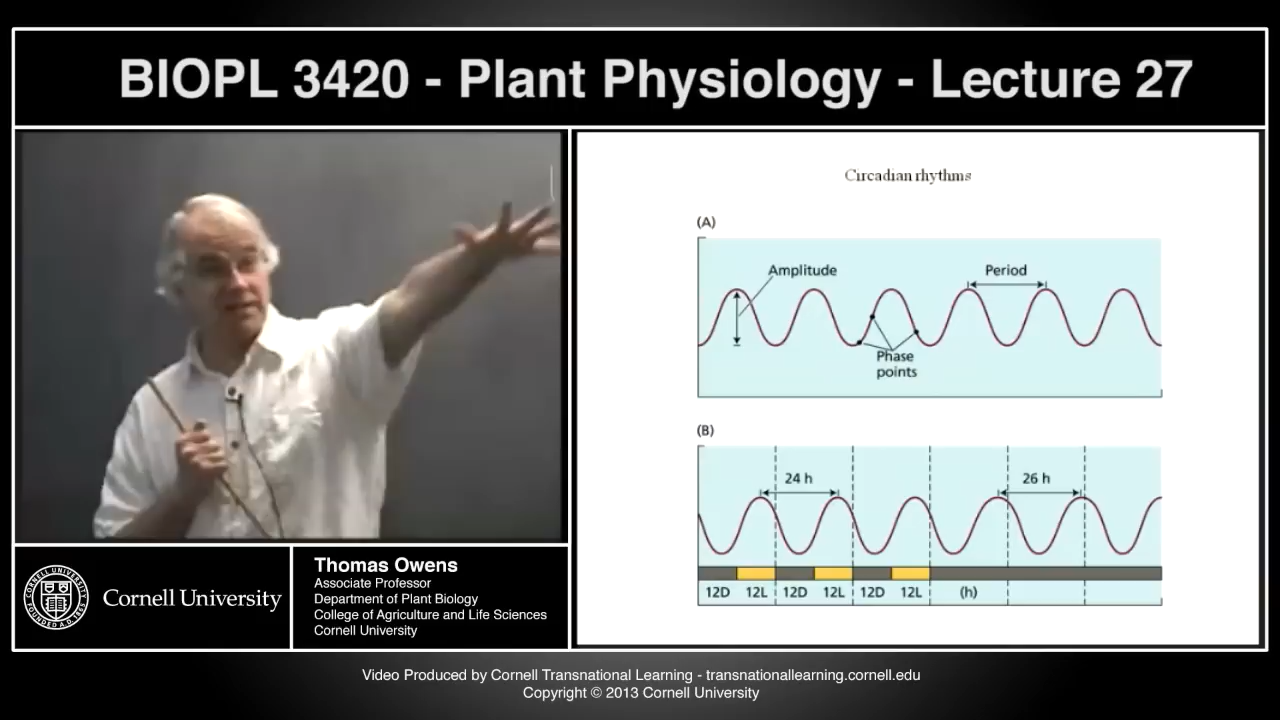 BIOPL 3420 - Plant Physiology - Lecture 27
Circadian rhythms
(A)
Amplitude
Period
Phase
points
(B)
24 h
26 h
12D 12L 12D 12L 12D 12L (h)
Cornell University
Thomas Owens
Associate Professor
Department of Plant Biology
College of Agriculture and Life Sciences
Cornell University
Video Produced by Cornell Transnational Learning - transnationallearning.cornell.edu
Copyright © 2013 Cornell University